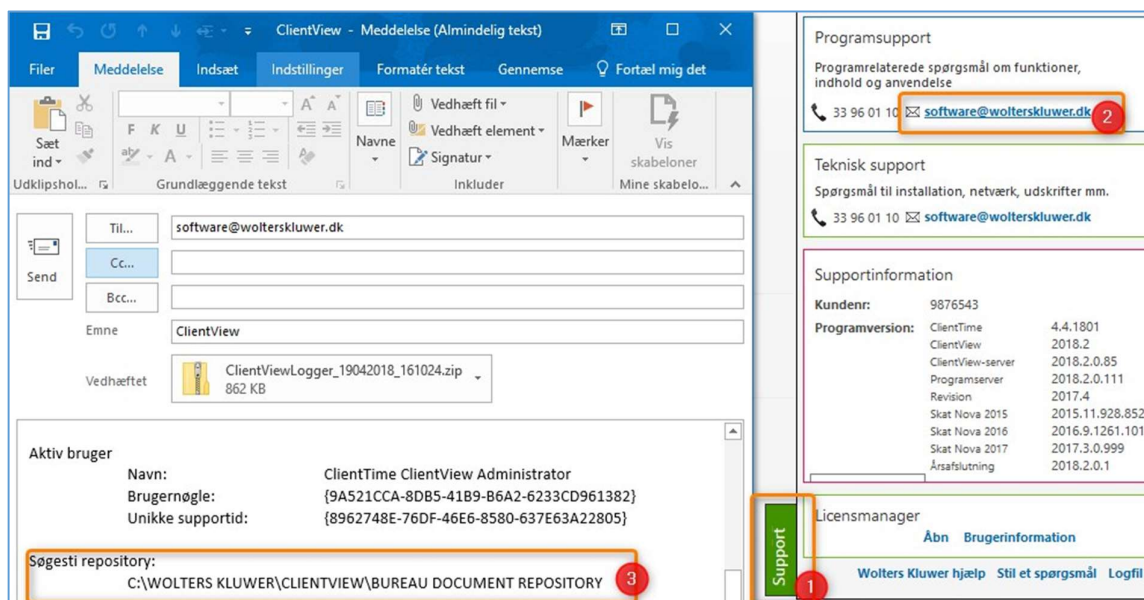 ClientView - Meddelelse (Almindelig tekst)
Filer Meddelelse Indsæt Indstillinger Formatér tekst Gennemse Fortæl mig det
Sæt ind
F K U
A A
Navne
Vedhæft fil
Vedhæft element
Signatur
Mærker
Vis skabeloner
Udklipshol... Grundlæggende tekst Inkluder Mine skabelo...
Send
Til... software@wolterskluwer.dk
Cc...
Bcc...
Emne ClientView
Vedhæftet ClientViewLogger_19042018_161024.zip
862 KB
Aktiv bruger
Navn: ClientTime ClientView Administrator
Brugernøgle: {9A521CCA-8DB5-41B9-B6A2-6233CD961382}
Unikke supportid: {8962748E-76DF-46E6-8580-637E63A22805}
Søgesti repository:
C:\WOLTERS KLUWER\CLIENTVIEW\BUREAU DOCUMENT REPOSITORY
3
Support
1
Programsupport
Programrelaterede spørgsmål om funktioner,
indhold og anvendelse
33 96 01 10 software@wolterskluwer.dk
2
Teknisk support
Spørgsmål til installation, netværk, udskrifter mm.
33 96 01 10 software@wolterskluwer.dk
Supportinformation
Kundenr: 9876543
Programversion: ClientTime 4.4.1801
ClientView 2018.2
ClientView-server 2018.2.0.85
Programserver 2018.2.0.111
Revision 2017.4
Skat Nova 2015 2015.11.928.852
Skat Nova 2016 2016.9.1261.101
Skat Nova 2017 2017.3.0.999
Årsafslutning 2018.2.0.1
Licensmanager
Åbn Brugerinformation
Wolters Kluwer hjælp Stil et spørgsmål Logfil